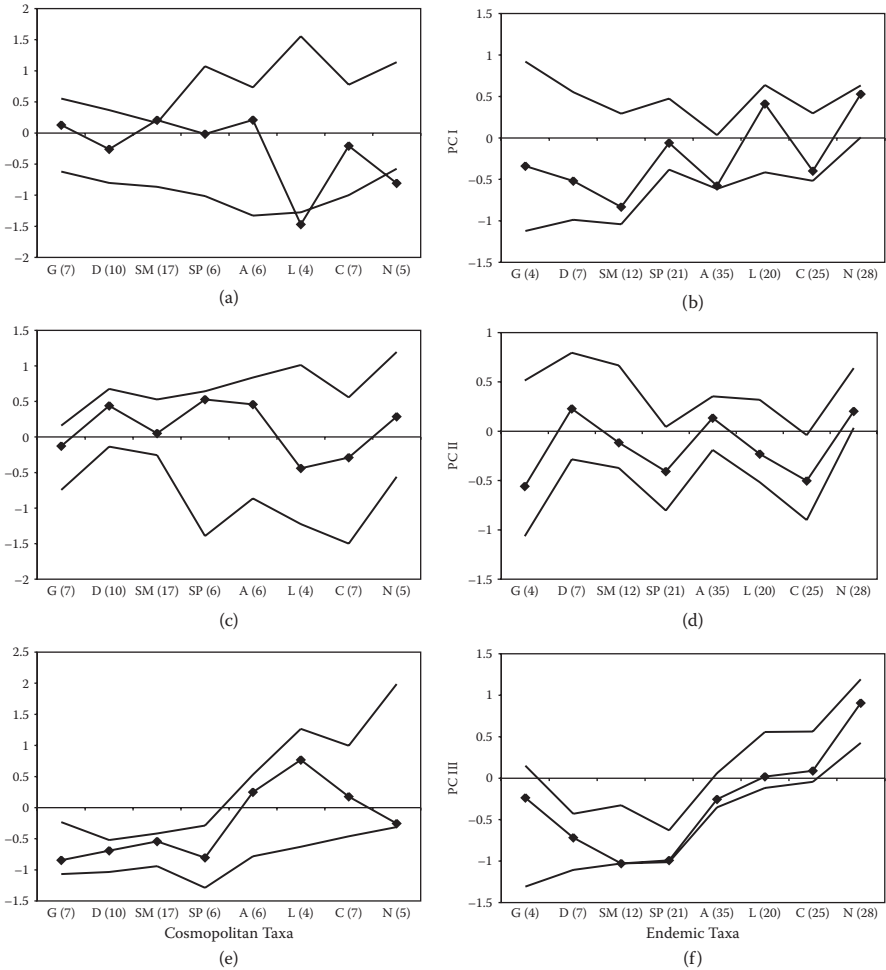 2
1.5
1
0.5
0
−0.5
−1
−1.5
−2
G (7) D (10) SM (17) SP (6) A (6) L (4) C (7) N (5)
(a)
PC I
1.5
1
0.5
0
−0.5
−1
−1.5
G (4) D (7) SM (12) SP (21) A (35) L (20) C (25) N (28)
(b)
1.5
1
0.5
0
−0.5
−1
−1.5
−2
G (7) D (10) SM (17) SP (6) A (6) L (4) C (7) N (5)
(c)
PC II
1
0.5
0
−0.5
−1
−1.5
G (4) D (7) SM (12) SP (21) A (35) L (20) C (25) N (28)
(d)
2.5
2
1.5
1
0.5
0
−0.5
−1
−1.5
G (7) D (10) SM (17) SP (6) A (6) L (4) C (7) N (5)
Cosmopolitan Taxa
(e)
PC III
1.5
1
0.5
0
−0.5
−1
−1.5
G (4) D (7) SM (12) SP (21) A (35) L (20) C (25) N (28)
Endemic Taxa
(f)